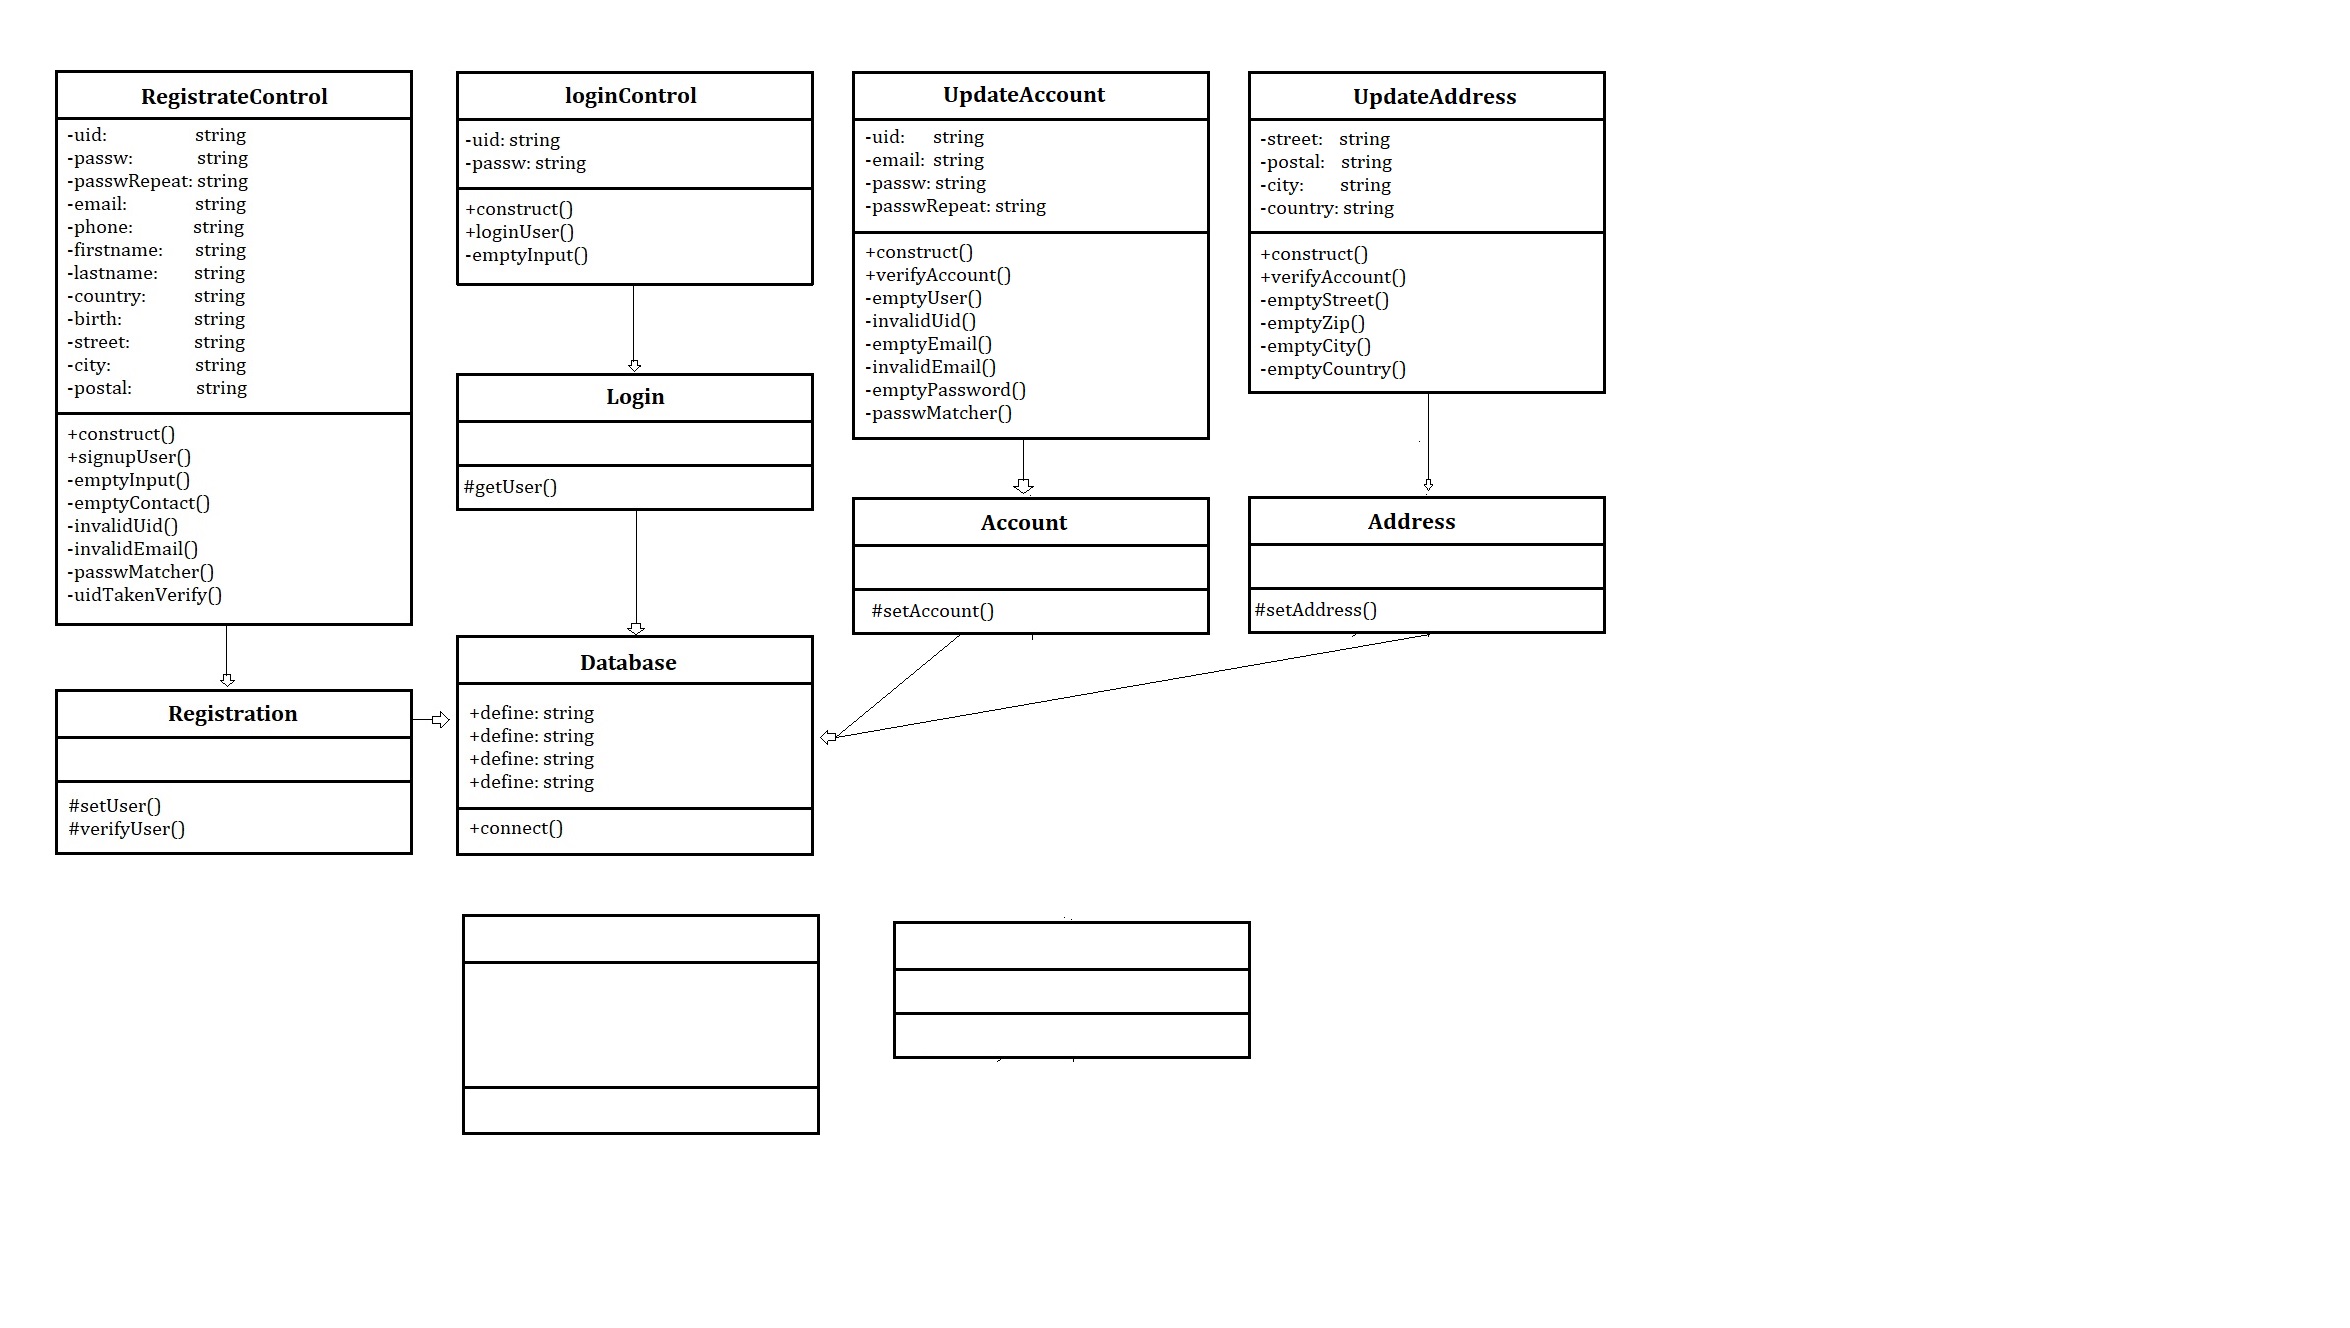 RegistrateControl
-uid: string
-passw: string
-passwRepeat: string
-email: string
-phone: string
-firstname: string
-lastname: string
-country: string
-birth: string
-street: string
-city: string
-postal: string
+construct()
+signupUser()
-emptyInput()
-emptyContact()
-invalidUid()
-invalidEmail()
-passwMatcher()
-uidTakenVerify()
Registration
#setUser()
#verifyUser()
loginControl
-uid: string
-passw: string
+construct()
+loginUser()
-emptyInput()
Login
#getUser()
Database
+define: string
+define: string
+define: string
+define: string
+connect()
UpdateAccount
-uid: string
-email: string
-passw: string
-passwRepeat: string
+construct()
+verifyAccount()
-emptyUser()
-invalidUid()
-emptyEmail()
-invalidEmail()
-emptyPassword()
-passwMatcher()
Account
#setAccount()
UpdateAddress
-street: string
-postal: string
-city: string
-country: string
+construct()
+verifyAccount()
-emptyStreet()
-emptyZip()
-emptyCity()
-emptyCountry()
Address
#setAddress()